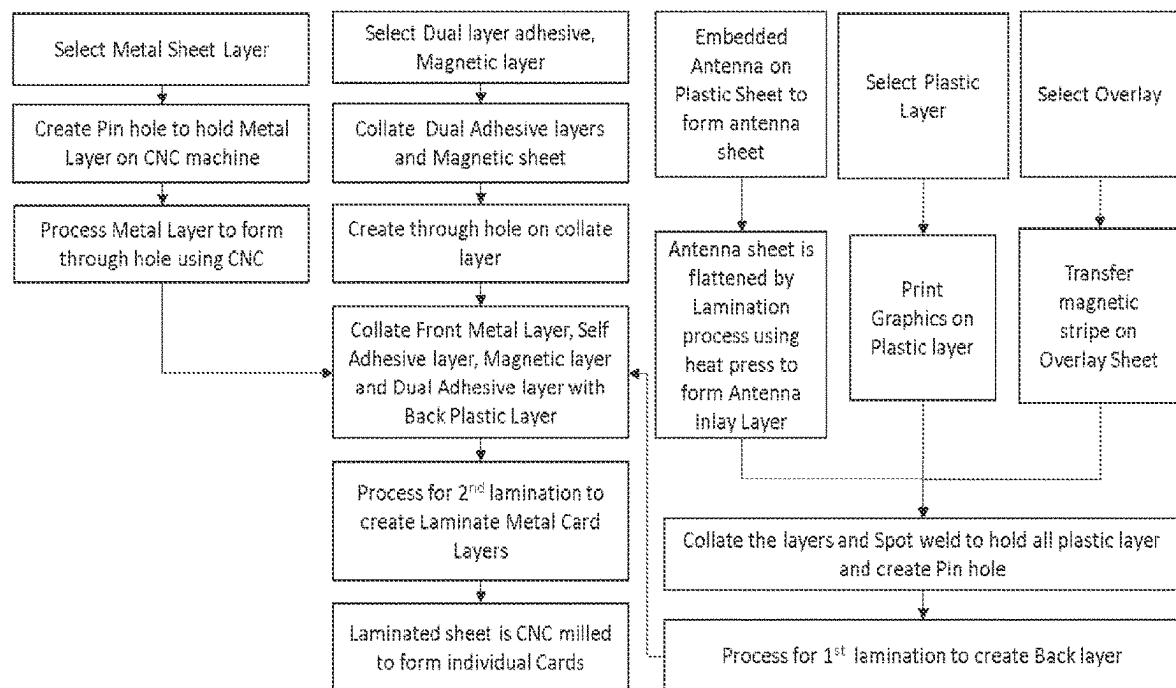 Select Metal Sheet Layer
Create Pin hole to hold Metal
Layer on CNC machine
Process Metal Layer to form
through hole using CNC
Select Dual layer adhesive,
Magnetic layer
Collate Dual Adhesive layers
and Magnetic sheet
Create through hole on collate
layer
Collate Front Metal Layer, Self
Adhesive layer, Magnetic layer
and Dual Adhesive layer with
Back Plastic Layer
Process for 2nd lamination to
create Laminate Metal Card
Layers
Laminated sheet is CNC milled
to form individual Cards
Embedded
Antenna on
Plastic Sheet to
form antenna
sheet
Antenna sheet is
flattened by
Lamination
process using
heat press to
form Antenna
Inlay Layer
Select Plastic
Layer
Print
Graphics on
Plastic layer
Select Overlay
Transfer
magnetic
stripe on
Overlay Sheet
Collate the layers and Spot weld to hold all plastic layer
and create Pin hole
Process for 1st lamination to create Back layer